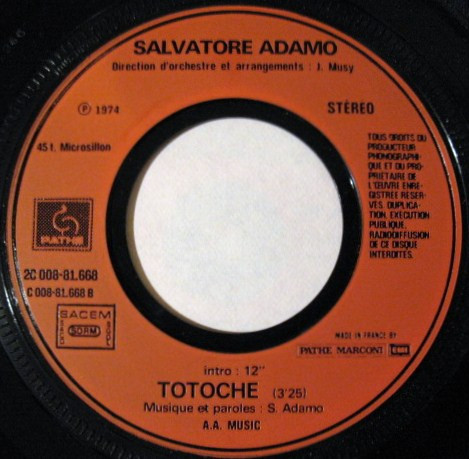 SALVATORE ADAMO
Direction d'orchestre et arrangements : J. Musy
℗ 1974
STÉREO
45 t. Microsillon
TOUS DROITS DU
PRODUCTEUR
PHONOGRAPHI-
QUE ET DU PRO-
PRIÉTAIRE DE
L'ŒUVRE ENRE-
GISTREE RESER-
VES. DUPLICA-
TION, EXECUTION
PUBLIQUE,
RADIODIFFUSION
DE CE DISQUE
INTERDITES.
PATHE
2C 008-81.668
C 008-81.668 B
SACEM
SDRM
MADE IN FRANCE BY
PATHE MARCONI EMI
intro : 12"
TOTOCHE (3'25)
Musique et paroles : S. Adamo
A.A. MUSIC